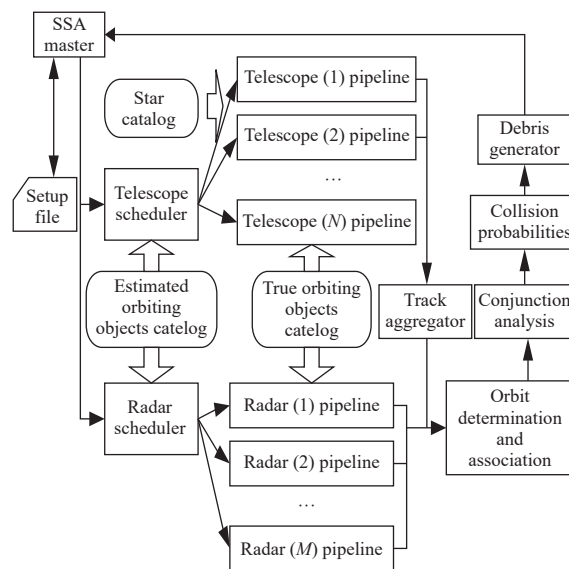 SSA
master
Star
catalog
Telescope (1) pipeline
Telescope (2) pipeline
...
Telescope (N) pipeline
Debris
generator
Setup
file
Telescope
scheduler
Collision
probabilities
Estimated
orbiting
objects catelog
True orbiting
objects
catelog
Track
aggregator
Conjunction
analysis
Radar
scheduler
Radar (1) pipeline
Radar (2) pipeline
...
Radar (M) pipeline
Orbit
determination
and
association